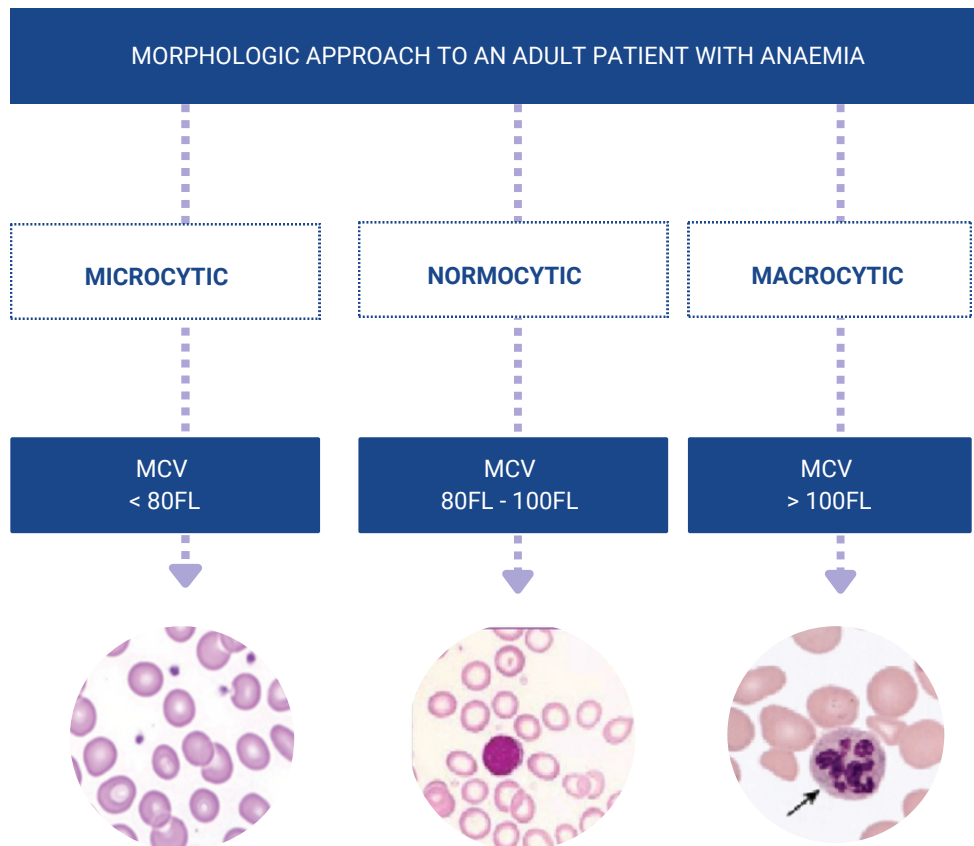 MORPHOLOGIC APPROACH TO AN ADULT PATIENT WITH ANAEMIA
MICROCYTIC
NORMOCYTIC
MACROCYTIC
MCV
< 80FL
MCV
80FL - 100FL
MCV
> 100FL